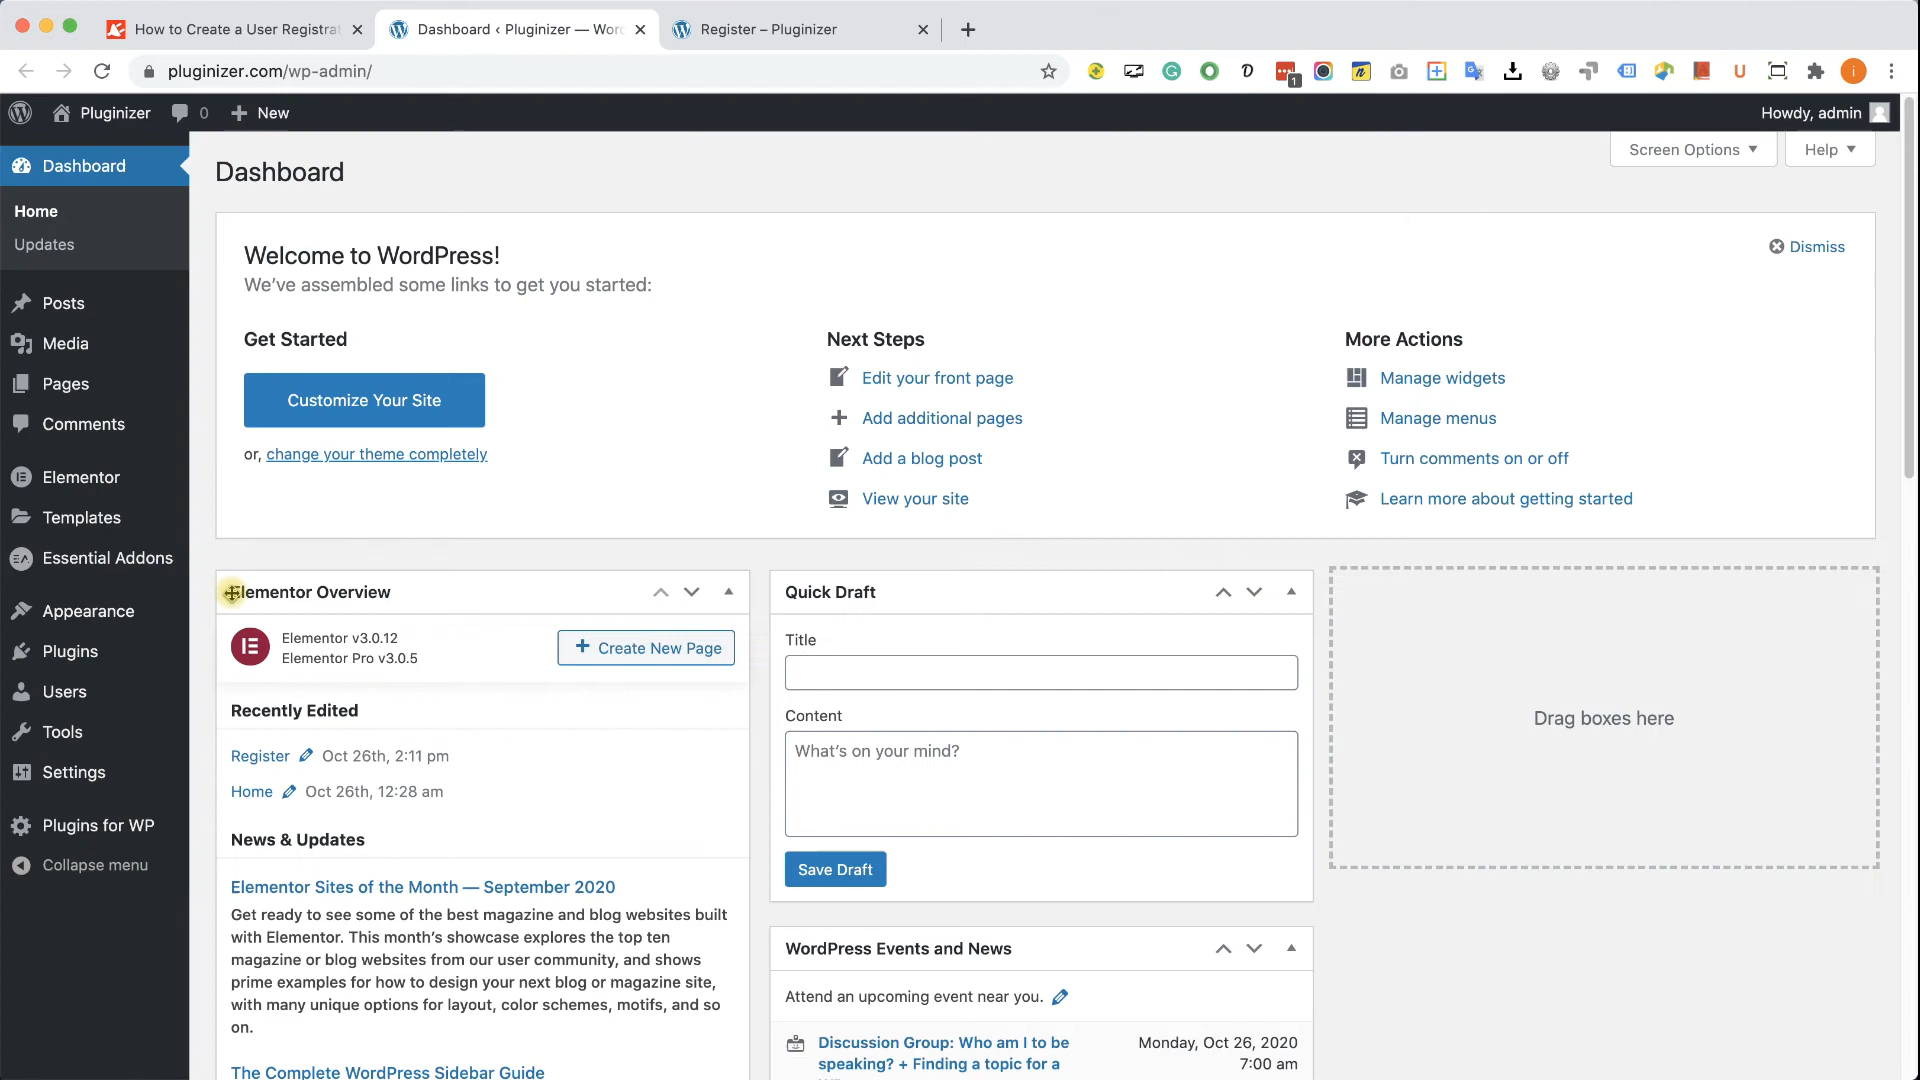 How to Create a User Registrat
Dashboard ‹ Pluginizer — Word
Register – Pluginizer
pluginizer.com/wp-admin/
1
Pluginizer
0
New
Howdy, admin
Dashboard
Home
Updates
Posts
Media
Pages
Comments
Elementor
Templates
Essential Addons
Appearance
Plugins
Users
Tools
Settings
Plugins for WP
Collapse menu
Screen Options
Help
Dashboard
Welcome to WordPress!
We've assembled some links to get you started:
Dismiss
Get Started
Customize Your Site
or, change your theme completely
Next Steps
Edit your front page
Add additional pages
Add a blog post
View your site
More Actions
Manage widgets
Manage menus
Turn comments on or off
Learn more about getting started
Elementor Overview
Elementor v3.0.12
Elementor Pro v3.0.5
Create New Page
Recently Edited
Register Oct 26th, 2:11 pm
Home Oct 26th, 12:28 am
News & Updates
Elementor Sites of the Month — September 2020
Get ready to see some of the best magazine and blog websites built
with Elementor. This month's showcase explores the top ten
magazine or blog websites from our user community, and shows
prime examples for how to design your next blog or magazine site,
with many unique options for layout, color schemes, motifs, and so
on.
The Complete WordPress Sidebar Guide
Quick Draft
Title
Content
What's on your mind?
Save Draft
WordPress Events and News
Attend an upcoming event near you.
Discussion Group: Who am I to be
speaking? + Finding a topic for a
Monday, Oct 26, 2020
7:00 am
Drag boxes here